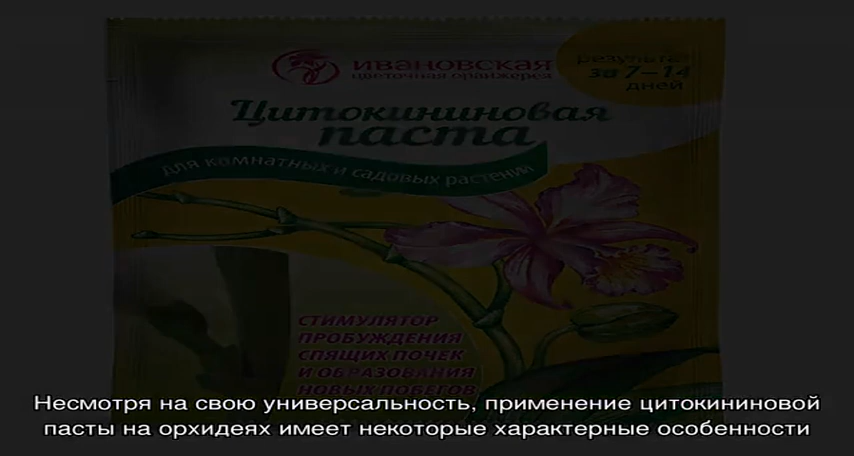 ИВАНОВСКАЯ
цветочная оранжерея
результат
за 7–14
дней
Цитокининовая
паста
для комнатных и садовых растений
СТИМУЛЯТОР
ПРОБУЖДЕНИЯ
СПЯЩИХ ПОЧЕК
И ОБРАЗОВАНИЯ
НОВЫХ ПОБЕГОВ
Несмотря на свою универсальность, применение цитокининовой
пасты на орхидеях имеет некоторые характерные особенности